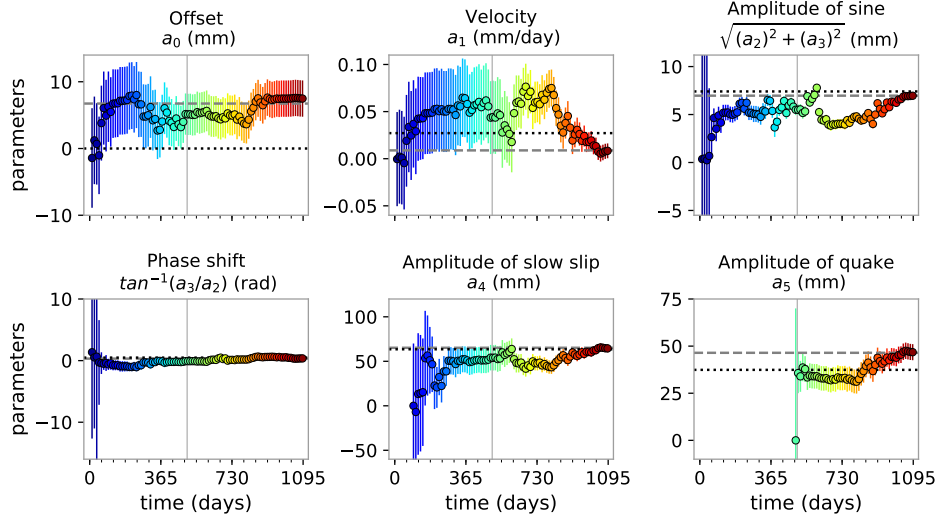 Offset
a₀ (mm)
Velocity
a₁ (mm/day)
Amplitude of sine
√(a₂)² + (a₃)² (mm)
parameters
10
0
−10
0.10
0.05
0.00
−0.05
10
5
0
−5
Phase shift
tan⁻¹(a₃/a₂) (rad)
Amplitude of slow slip
a₄ (mm)
Amplitude of quake
a₅ (mm)
parameters
10
0
−10
100
50
0
−50
75
50
25
0
0 365 730 1095
0 365 730 1095
365 730 1095
time (days)
time (days)
time (days)